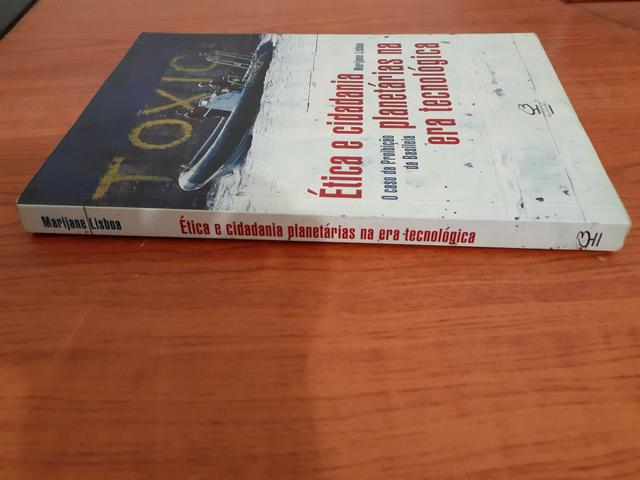 TOXIC
Marijane Lisboa
Ética e cidadania
planetárias na
era tecnológica
O caso da Proibição
da Basileia
Marijane Lisboa
Ética e cidadania planetárias na era tecnológica